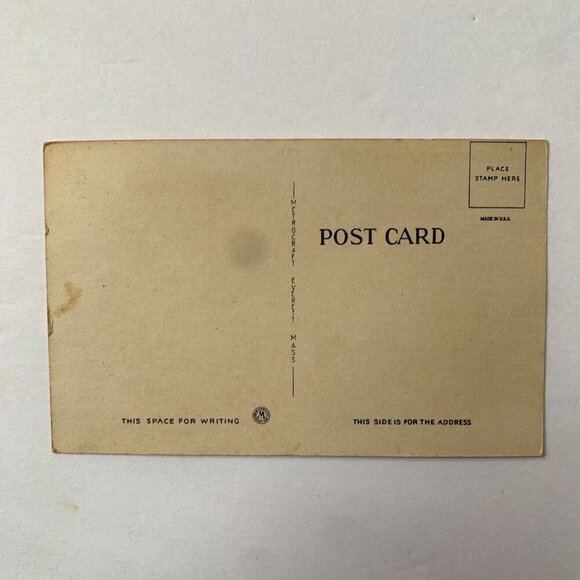 PLACE
STAMP HERE
MADE IN U.S.A.
METROCRAFT EVERETT MASS
POST CARD
THIS SPACE FOR WRITING
M
THIS SIDE IS FOR THE ADDRESS